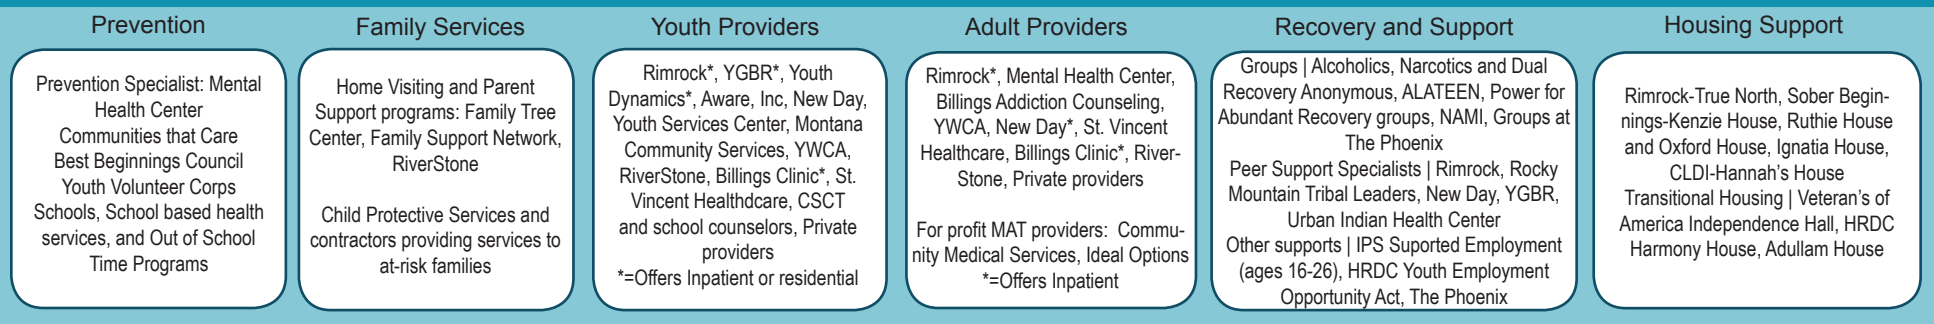 Prevention
Prevention Specialist: Mental
Health Center
Communities that Care
Best Beginnings Council
Youth Volunteer Corps
Schools, School based health
services, and Out of School
Time Programs
Family Services
Home Visiting and Parent
Support programs: Family Tree
Center, Family Support Network,
RiverStone
Child Protective Services and
contractors providing services to
at-risk families
Youth Providers
Rimrock*, YGBR*, Youth
Dynamics*, Aware, Inc, New Day,
Youth Services Center, Montana
Community Services, YWCA,
RiverStone, Billings Clinic*, St.
Vincent Healthdcare, CSCT
and school counselors, Private
providers
*=Offers Inpatient or residential
Adult Providers
Rimrock*, Mental Health Center,
Billings Addiction Counseling,
YWCA, New Day*, St. Vincent
Healthcare, Billings Clinic*, River-
Stone, Private providers
For profit MAT providers:  Commu-
nity Medical Services, Ideal Options
*=Offers Inpatient
Recovery and Support
Groups | Alcoholics, Narcotics and Dual
Recovery Anonymous, ALATEEN, Power for
Abundant Recovery groups, NAMI, Groups at
The Phoenix
Peer Support Specialists | Rimrock, Rocky
Mountain Tribal Leaders, New Day, YGBR,
Urban Indian Health Center
Other supports | IPS Suported Employment
(ages 16-26), HRDC Youth Employment
Opportunity Act, The Phoenix
Housing Support
Rimrock-True North, Sober Begin-
nings-Kenzie House, Ruthie House
and Oxford House, Ignatia House,
CLDI-Hannah's House
Transitional Housing | Veteran's of
America Independence Hall, HRDC
Harmony House, Adullam House